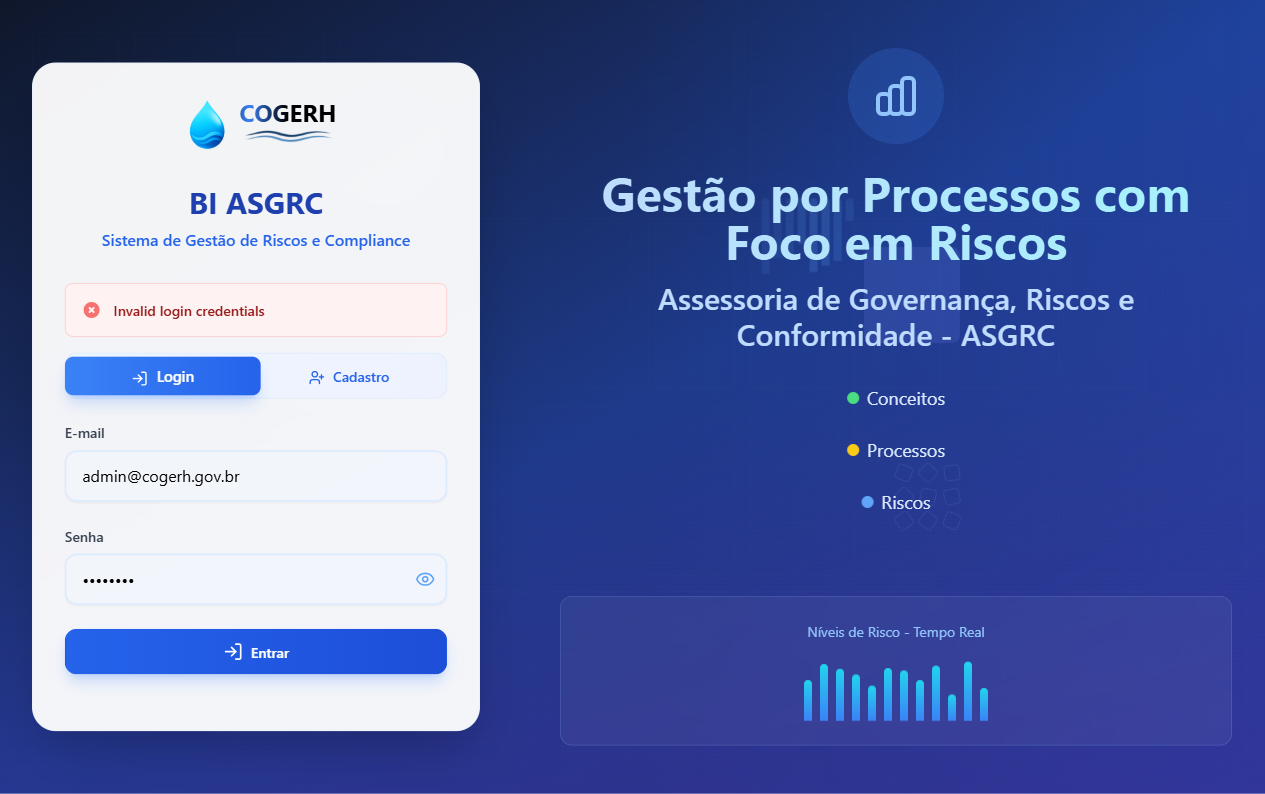 COGERH
BI ASGRC
Sistema de Gestão de Riscos e Compliance
Invalid login credentials
Login
Cadastro
E-mail
admin@cogerh.gov.br
Senha
••••••••
Entrar
Gestão por Processos com
Foco em Riscos
Assessoria de Governança, Riscos e
Conformidade - ASGRC
Conceitos
Processos
Riscos
Níveis de Risco - Tempo Real